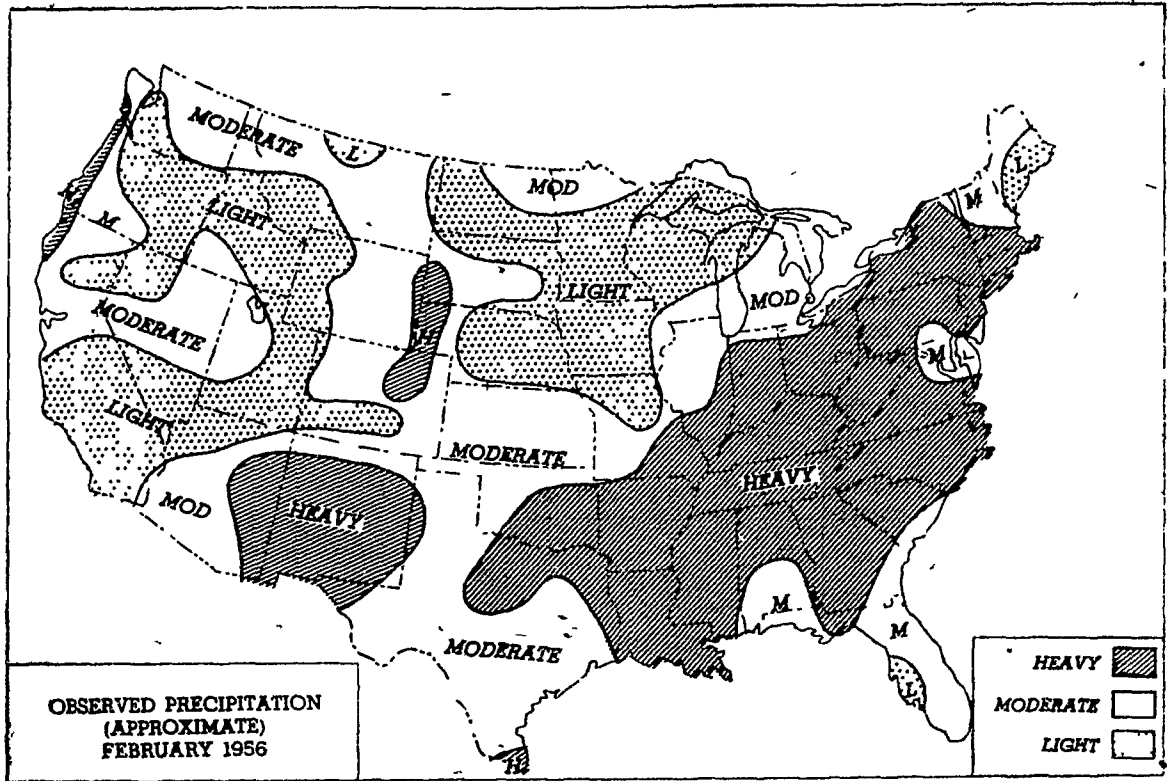 MODERATE
L
MOD
L
M
M
LIGHT
LIGHT
MOD
MODERATE
H
M
LIGHT
MODERATE
HEAVY
MOD
HEAVY
M
M
MODERATE
L
H
OBSERVED PRECIPITATION
(APPROXIMATE)
FEBRUARY 1956
HEAVY
MODERATE
LIGHT